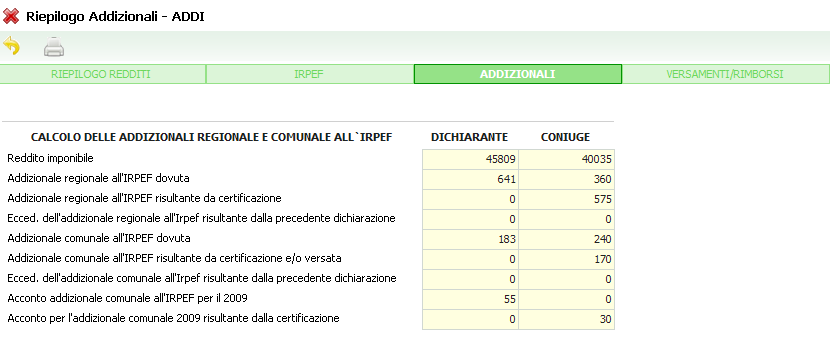 Riepilogo Addizionali - ADDI
RIEPILOGO REDDITI IRPEF ADDIZIONALI VERSAMENTI/RIMBORSI
CALCOLO DELLE ADDIZIONALI REGIONALE E COMUNALE ALL`IRPEF DICHIARANTE CONIUGE
Reddito imponibile 45809 40035
Addizionale regionale all'IRPEF dovuta 641 360
Addizionale regionale all'IRPEF risultante da certificazione 0 575
Ecced. dell'addizionale regionale all'Irpef risultante dalla precedente dichiarazione 0 0
Addizionale comunale all'IRPEF dovuta 183 240
Addizionale comunale all'IRPEF risultante da certificazione e/o versata 0 170
Ecced. dell'addizionale comunale all'Irpef risultante dalla precedente dichiarazione 0 0
Acconto addizionale comunale all'IRPEF per il 2009 55 0
Acconto per l'addizionale comunale 2009 risultante dalla certificazione 0 30